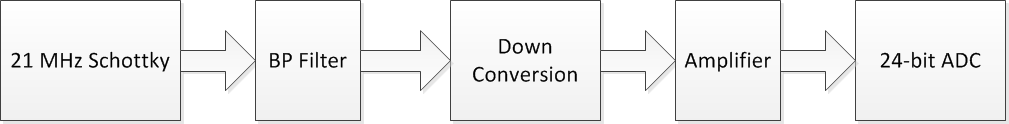 21 MHz Schottky
BP Filter
Down
Conversion
Amplifier
24-bit ADC